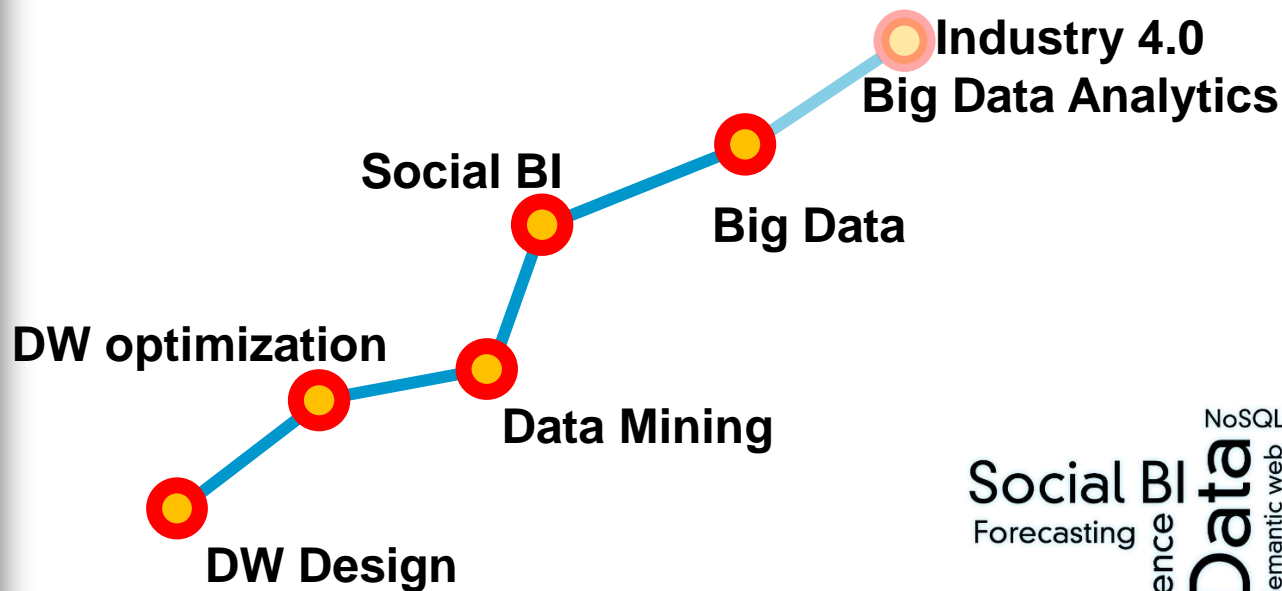 Industry 4.0
Big Data Analytics
Social BI
Big Data
DW optimization
Data Mining
DW Design
NoSQL
Social BI
Forecasting
Data